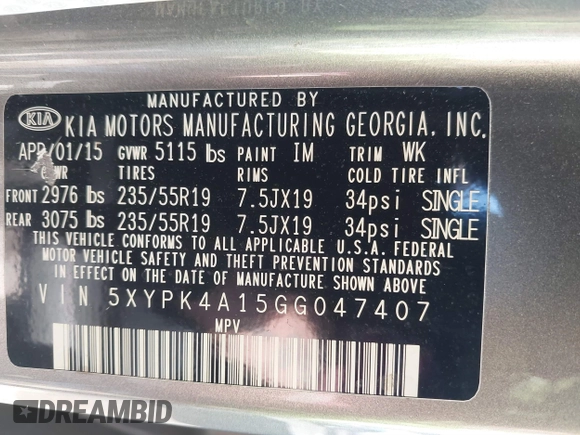 MANUFACTURED BY
KIA KIA MOTORS MANUFACTURING GEORGIA, INC.
APR/01/15 GVWR 5115 lbs PAINT IM TRIM WK
TIRES RIMS COLD TIRE INFL
FRONT 2976 lbs 235/55R19 7.5JX19 34psi SINGLE
REAR 3075 lbs 235/55R19 7.5JX19 34psi SINGLE
THIS VEHICLE CONFORMS TO ALL APPLICABLE U.S.A. FEDERAL
MOTOR VEHICLE SAFETY AND THEFT PREVENTION STANDARDS
IN EFFECT ON THE DATE OF MANUFACTURE SHOWN ABOVE
VIN 5XYPK4A15GG047407
MPV
DREAMBID